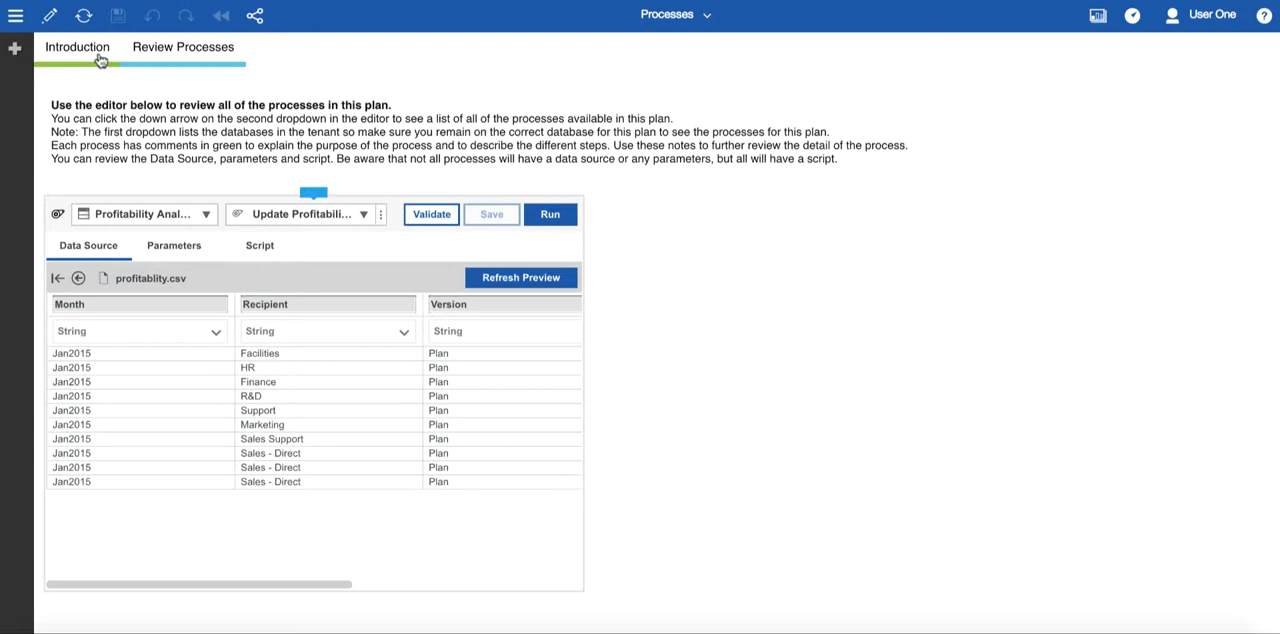 Processes
User One
?
Introduction
Review Processes
Use the editor below to review all of the processes in this plan.
You can click the down arrow on the second dropdown in the editor to see a list of all of the processes available in this plan.
Note: The first dropdown lists the databases in the tenant so make sure you remain on the correct database for this plan to see the processes for this plan.
Each process has comments in green to explain the purpose of the process and to describe the different steps. Use these notes to further review the detail of the process.
You can review the Data Source, parameters and script. Be aware that not all processes will have a data source or any parameters, but all will have a script.
Profitability Anal...
Update Profitabili...
Validate
Save
Run
Data Source
Parameters
Script
profitablity.csv
Refresh Preview
Month Recipient Version
String String String
Jan2015 Facilities Plan
Jan2015 HR Plan
Jan2015 Finance Plan
Jan2015 R&D Plan
Jan2015 Support Plan
Jan2015 Marketing Plan
Jan2015 Sales Support Plan
Jan2015 Sales - Direct Plan
Jan2015 Sales - Direct Plan
Jan2015 Sales - Direct Plan